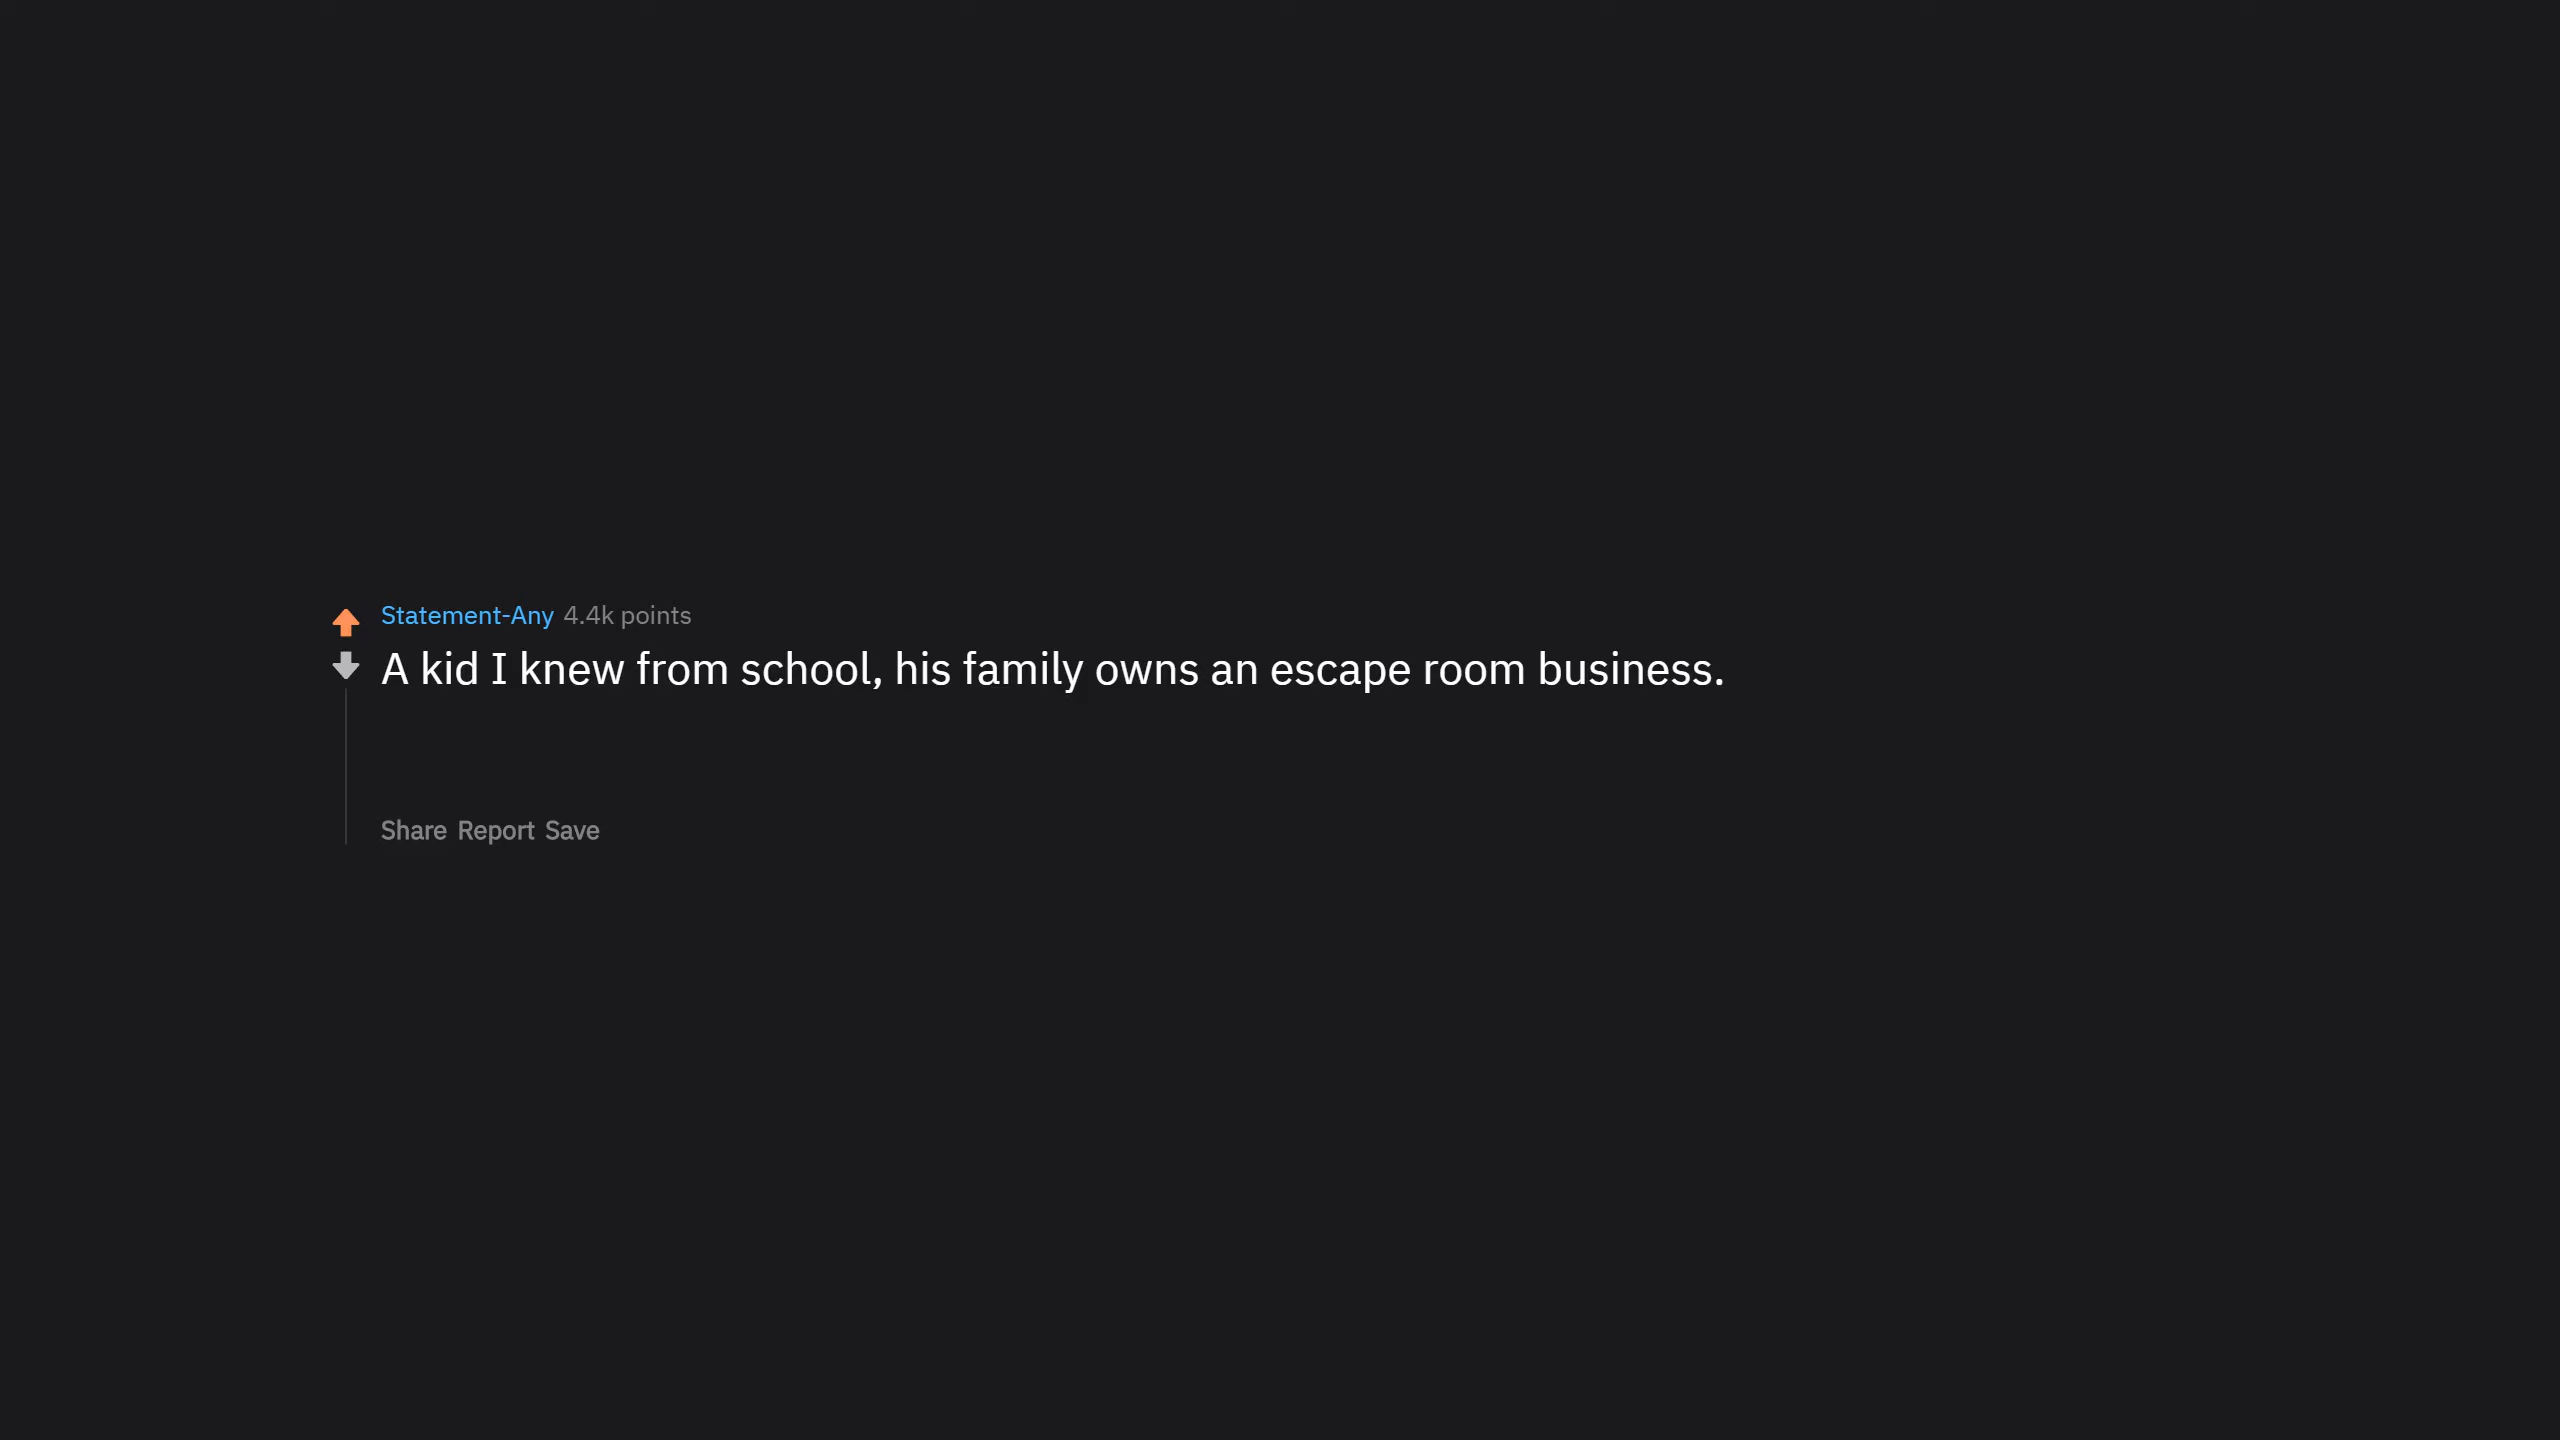 Statement-Any 4.4k points
A kid I knew from school, his family owns an escape room business.
Share Report Save